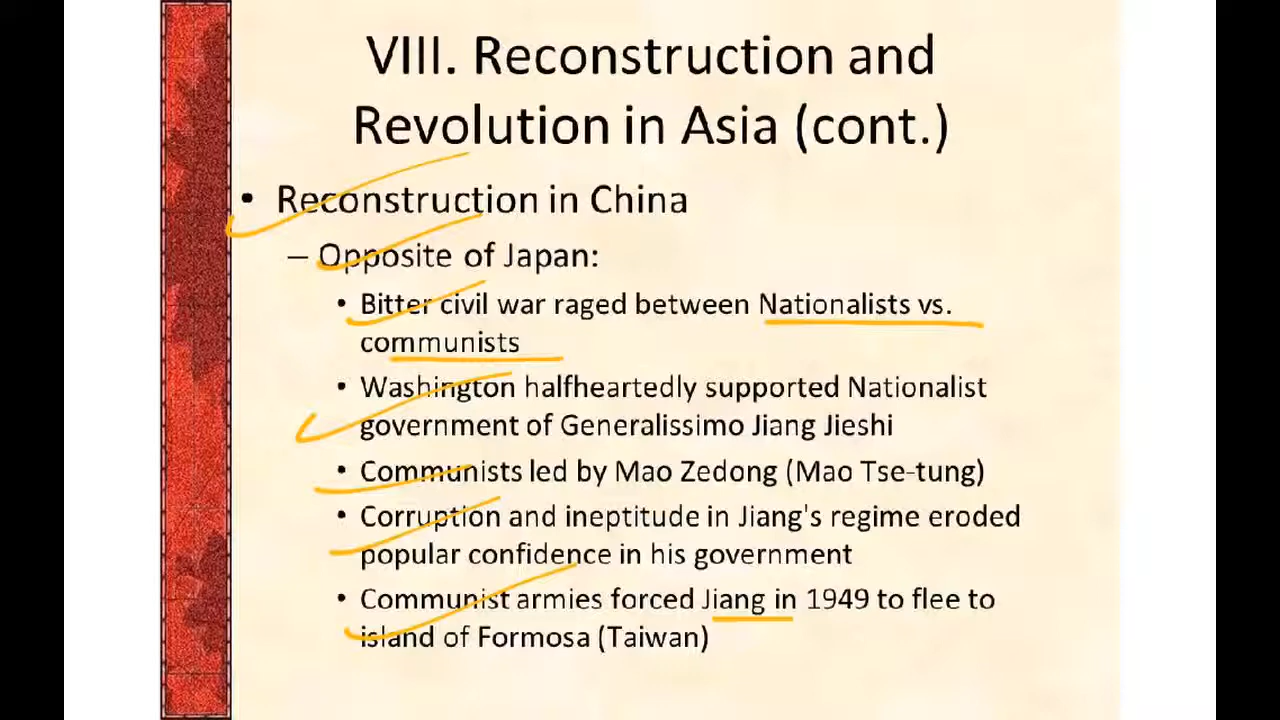 VIII. Reconstruction and
Revolution in Asia (cont.)
• Reconstruction in China
– Opposite of Japan:
• Bitter civil war raged between Nationalists vs.
communists
• Washington halfheartedly supported Nationalist
government of Generalissimo Jiang Jieshi
• Communists led by Mao Zedong (Mao Tse-tung)
• Corruption and ineptitude in Jiang's regime eroded
popular confidence in his government
• Communist armies forced Jiang in 1949 to flee to
island of Formosa (Taiwan)